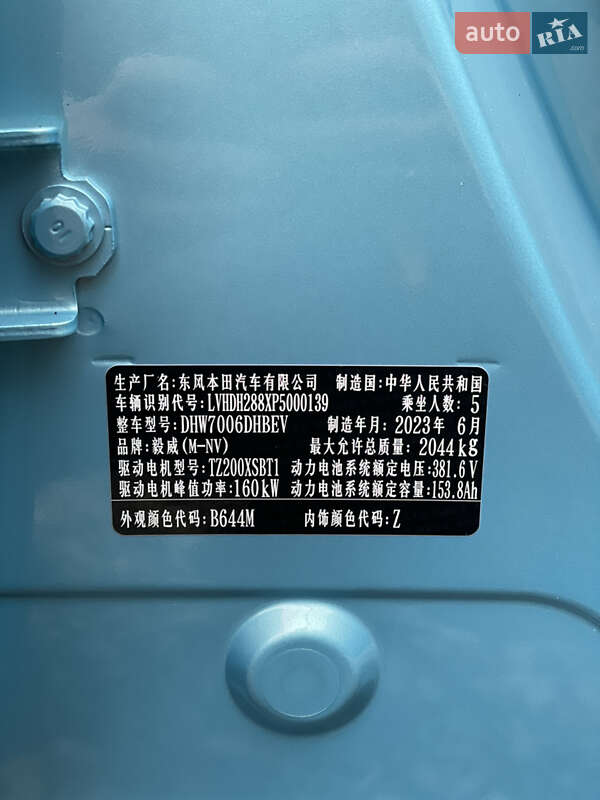 auto RIA .com
生产厂名:东风本田汽车有限公司 制造国:中华人民共和国
车辆识别代号:LVHDH288XP5000139 乘坐人数:5
整车型号:DHW7006DHBEV 制造年月:2023年 6月
品牌:毅威(M-NV) 最大允许总质量:2044kg
驱动电机型号:TZ200XSBT1 动力电池系统额定电压:381.6V
驱动电机峰值功率:160kW 动力电池系统额定容量:153.8Ah
外观颜色代码:B644M 内饰颜色代码:Z